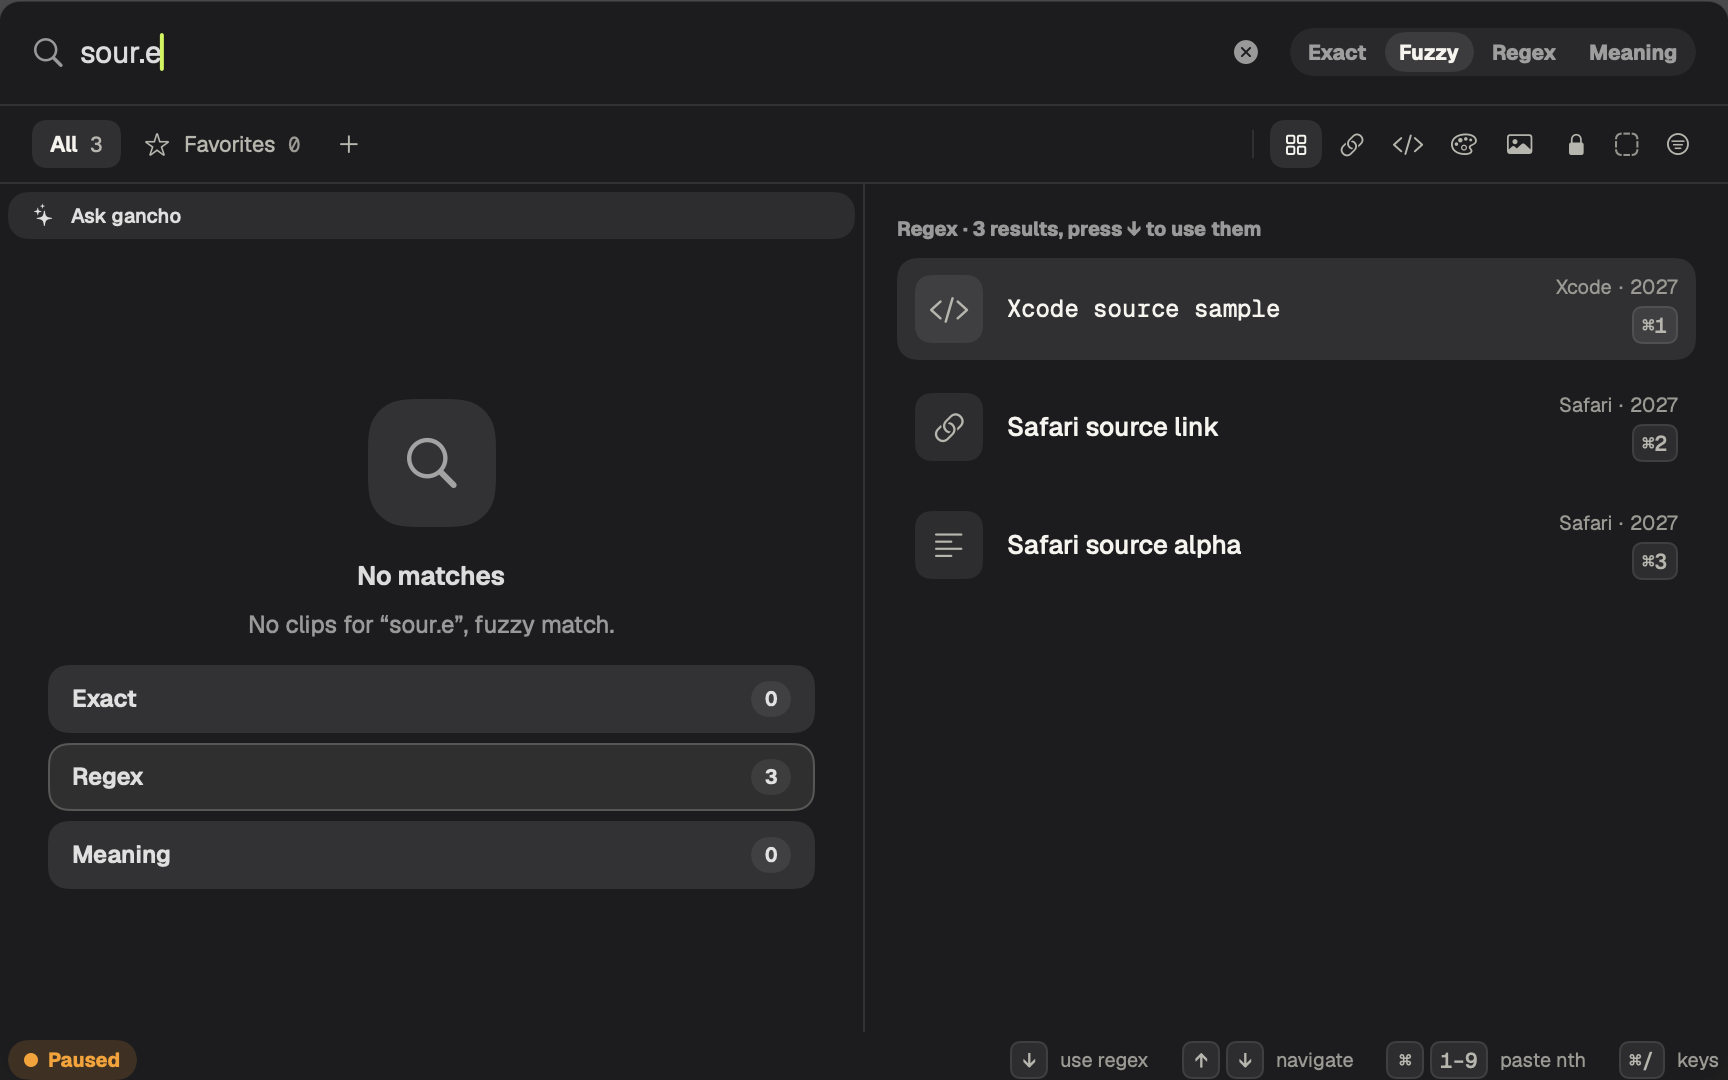 sour.e
Exact Fuzzy Regex Meaning
All 3 Favorites 0 +
Ask gancho
Regex · 3 results, press ↓ to use them
</> Xcode source sample
Xcode · 2027
⌘1
Safari source link
Safari · 2027
⌘2
Safari source alpha
Safari · 2027
⌘3
No matches
No clips for “sour.e”, fuzzy match.
Exact 0
Regex 3
Meaning 0
Paused
↓ use regex ↑ ↓ navigate ⌘ 1–9 paste nth ⌘/ keys